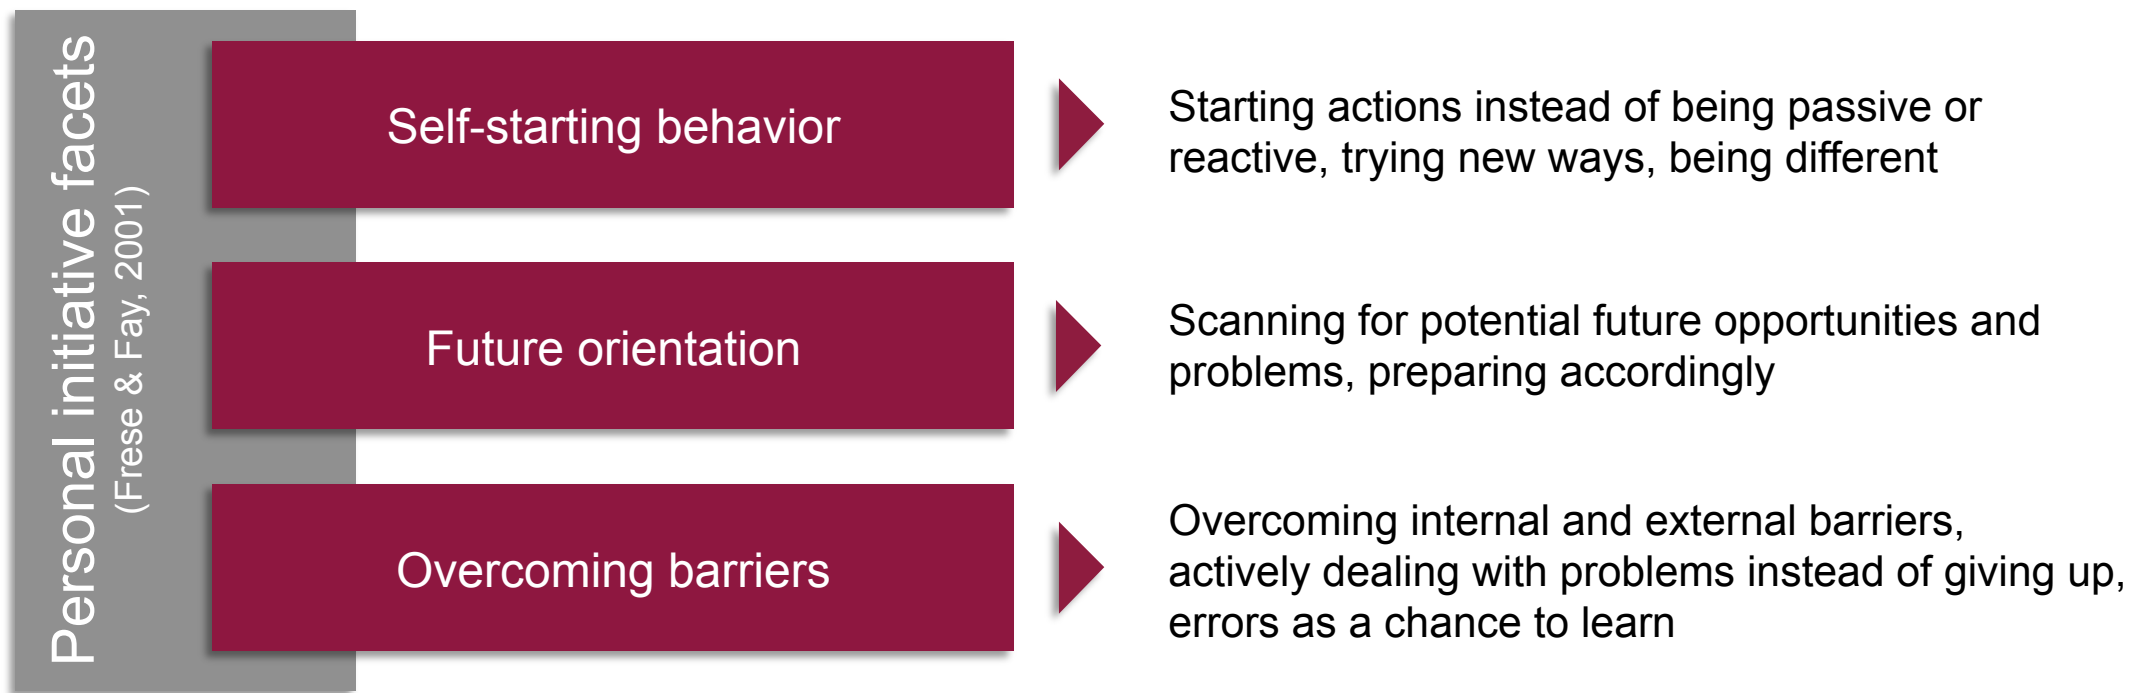 Personal initiative facets
(Frese & Fay, 2001)
Self-starting behavior
Starting actions instead of being passive or
reactive, trying new ways, being different
Future orientation
Scanning for potential future opportunities and
problems, preparing accordingly
Overcoming barriers
Overcoming internal and external barriers,
actively dealing with problems instead of giving up,
errors as a chance to learn